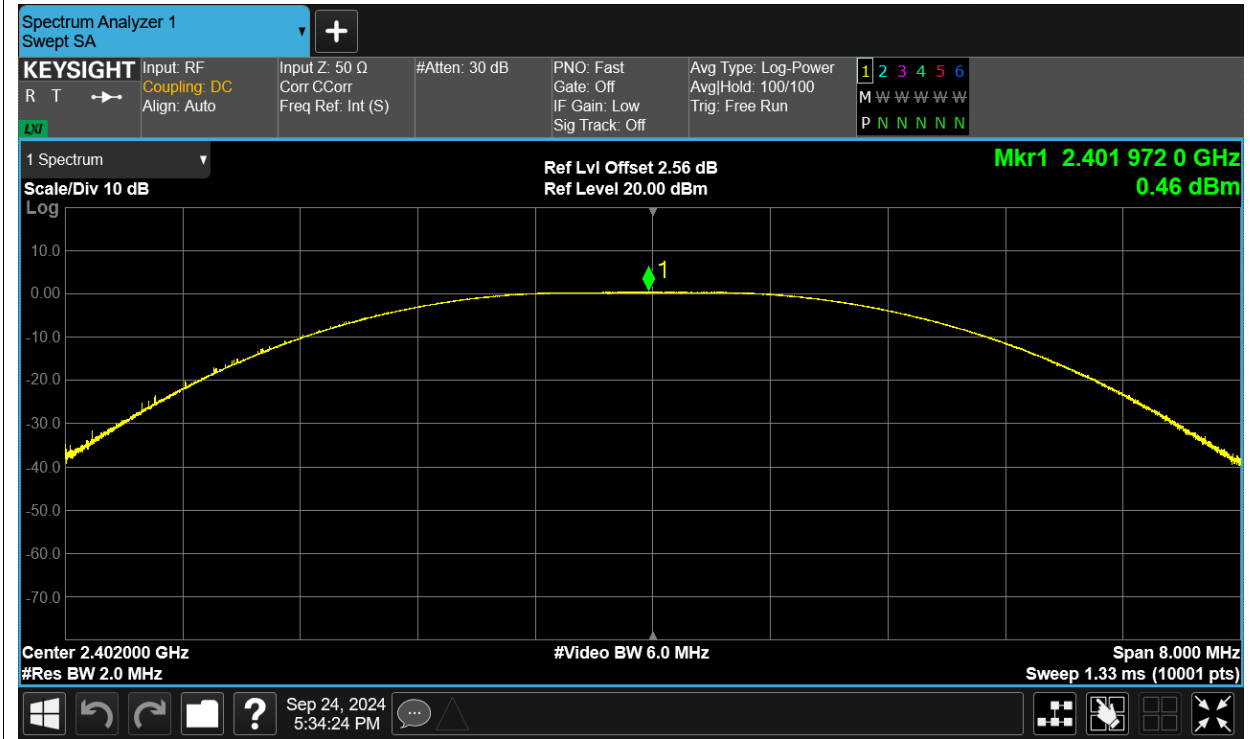 Spectrum Analyzer 1
Swept SA
+
KEYSIGHT
R T
LXI
Input: RF
Coupling: DC
Align: Auto
Input Z: 50 Ω
Corr CCorr
Freq Ref: Int (S)
#Atten: 30 dB
PNO: Fast
Gate: Off
IF Gain: Low
Sig Track: Off
Avg Type: Log-Power
Avg|Hold: 100/100
Trig: Free Run
1 2 3 4 5 6
M W W W W W W
P N N N N N N
1 Spectrum
Scale/Div 10 dB
Log
Ref Lvl Offset 2.56 dB
Ref Level 20.00 dBm
Mkr1 2.401 972 0 GHz
0.46 dBm
1
10.0
0.00
-10.0
-20.0
-30.0
-40.0
-50.0
-60.0
-70.0
Center 2.402000 GHz
#Res BW 2.0 MHz
#Video BW 6.0 MHz
Span 8.000 MHz
Sweep 1.33 ms (10001 pts)
?
Sep 24, 2024
5:34:24 PM